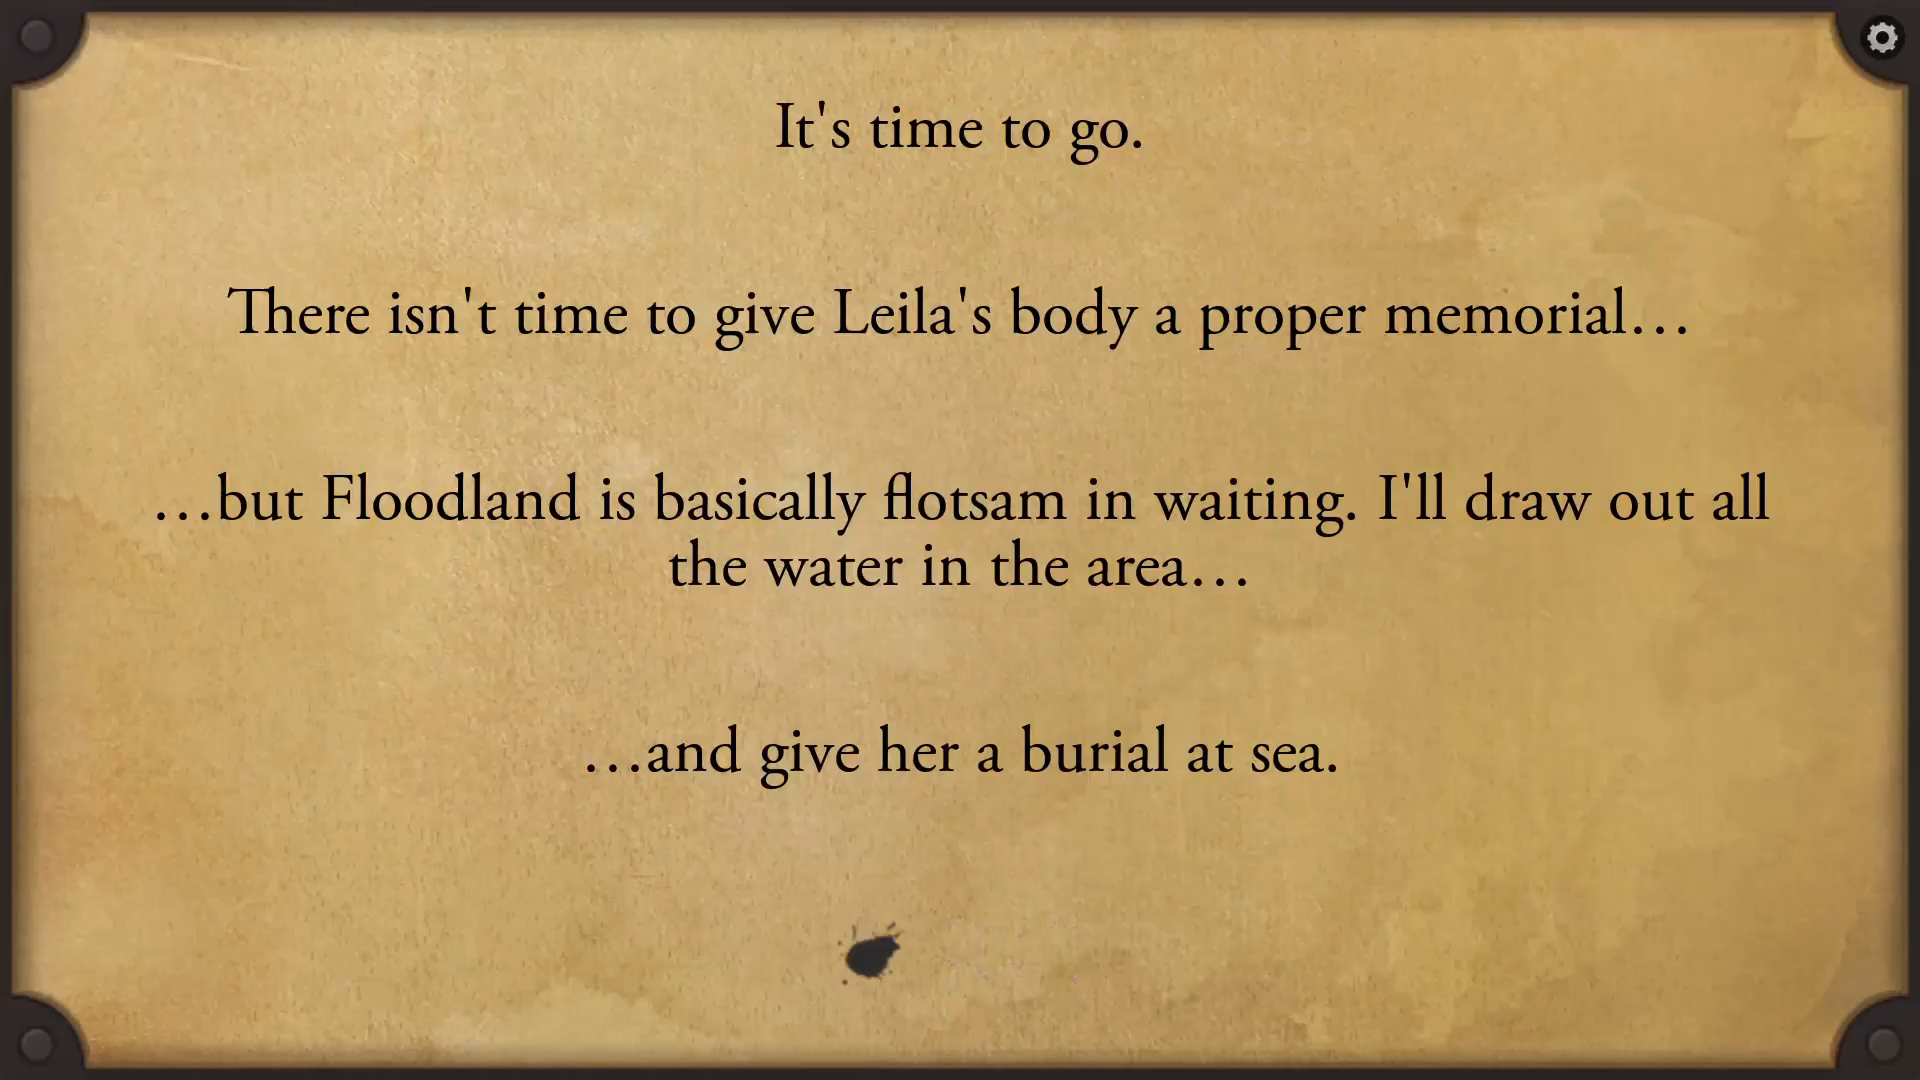 It's time to go.
There isn't time to give Leila's body a proper memorial…
…but Floodland is basically flotsam in waiting. I'll draw out all
the water in the area…
…and give her a burial at sea.